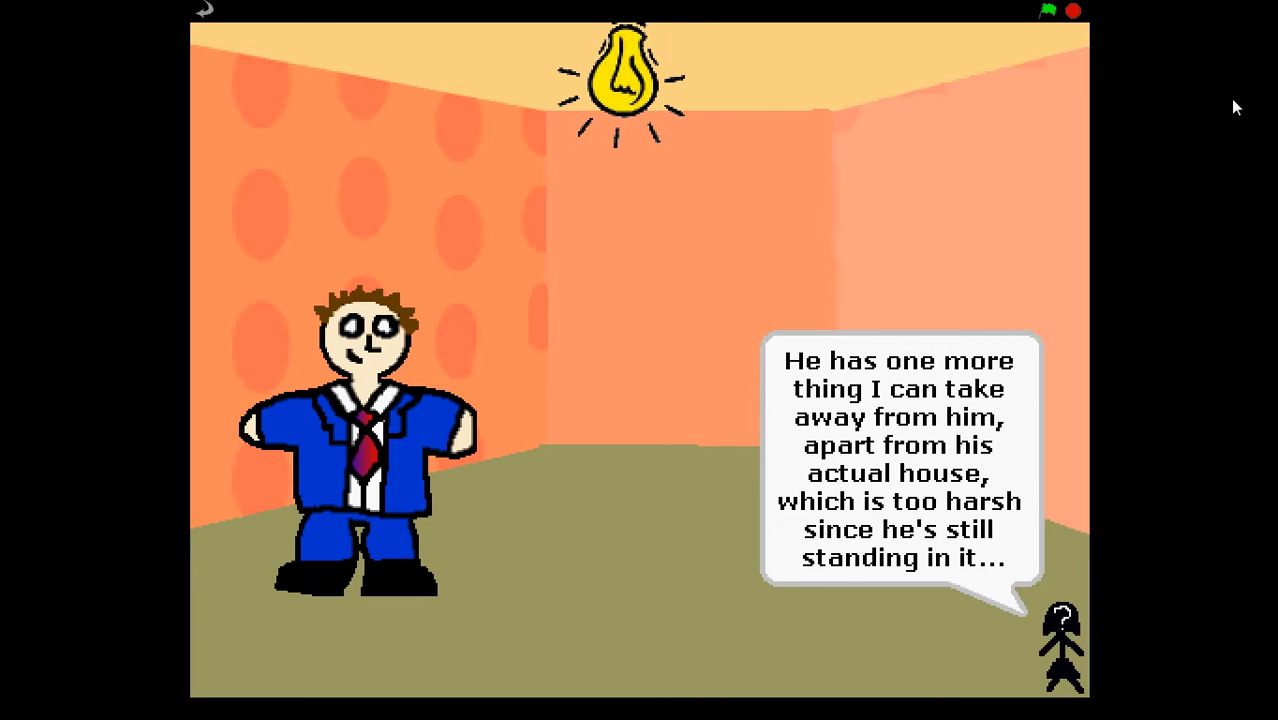 He has one more
thing I can take
away from him,
apart from his
actual house,
which is too harsh
since he's still
standing in it...
?